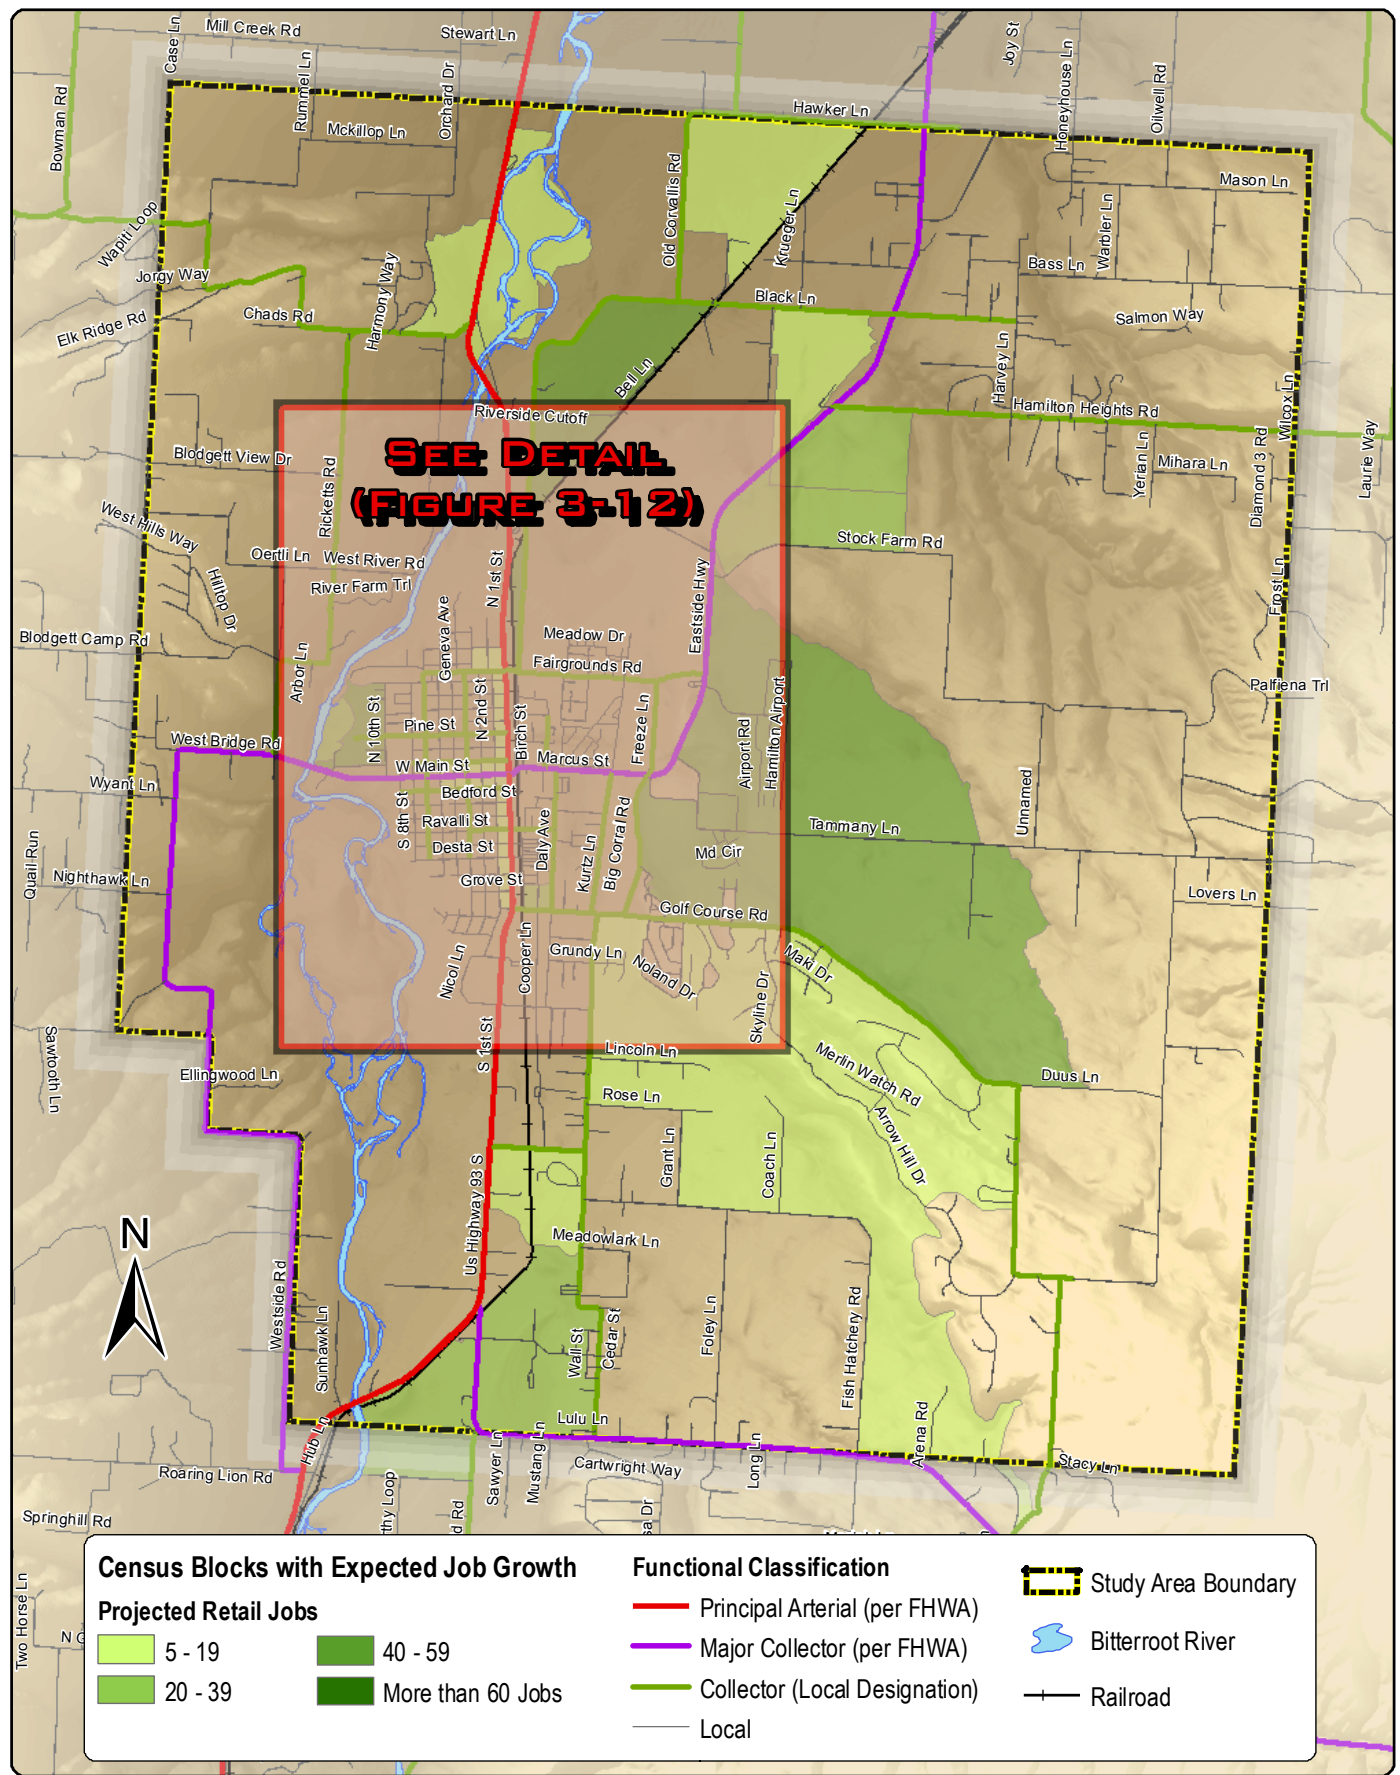 Case Ln
Mill Creek Rd
Stewart Ln
Joy St
Bowman Rd
Rummel Ln
Mckillop Ln
Orchard Dr
Hawker Ln
Honeyhouse Ln
Oilwell Rd
Mason Ln
Wapiti Loop
Jorgy Way
Elk Ridge Rd
Chads Rd
Harmony Way
Old Corvallis Rd
Krueger Ln
Black Ln
Bass Ln
Warbler Ln
Salmon Way
Bell Ln
Harvey Ln
Hamilton Heights Rd
Wilcox Ln
Laurie Way
Riverside Cutoff
See Detail
(Figure 3-12)
Blodgett View Dr
Ricketts Rd
Yerian Ln
Mihara Ln
Diamond 3 Rd
West Hills Way
Oertli Ln
West River Rd
River Farm Trl
Hilltop Dr
N 1st St
Stock Farm Rd
Eastside Hwy
Frost Ln
Blodgett Camp Rd
Geneva Ave
Meadow Dr
Fairgrounds Rd
Arbor Ln
Palfiena Trl
N 10th St
Pine St
N 2nd St
Birch St
Freeze Ln
Airport Rd
Hamilton Airport
West Bridge Rd
W Main St
Marcus St
Wyant Ln
Bedford St
Unnamed
S 8th St
Ravalli St
Desta St
Daly Ave
Kurtz Ln
Big Corral Rd
Tammany Ln
Md Cir
Quail Run
Nighthawk Ln
Grove St
Lovers Ln
Golf Course Rd
Nicol Ln
Cooper Ln
Grundy Ln
Noland Dr
Maki Dr
Skyline Dr
Sawtooth Ln
Ellingwood Ln
S 1st St
Lincoln Ln
Merlin Watch Rd
Duus Ln
Rose Ln
Arrow Hill Dr
Grant Ln
Coach Ln
Us Highway 93 S
Meadowlark Ln
N
Westside Rd
Sunhawk Ln
Wall St
Cedar St
Foley Ln
Fish Hatchery Rd
Lulu Ln
Arena Rd
Hub Ln
Roaring Lion Rd
Sawyer Ln
Mustang Ln
Cartwright Way
Long Ln
Stacy Ln
Springhill Rd
thy Loop
d Rd
sa Dr
Two Horse Ln
Census Blocks with Expected Job Growth
Projected Retail Jobs
5 - 19
20 - 39
40 - 59
More than 60 Jobs
Functional Classification
Principal Arterial (per FHWA)
Major Collector (per FHWA)
Collector (Local Designation)
Local
Study Area Boundary
Bitterroot River
Railroad